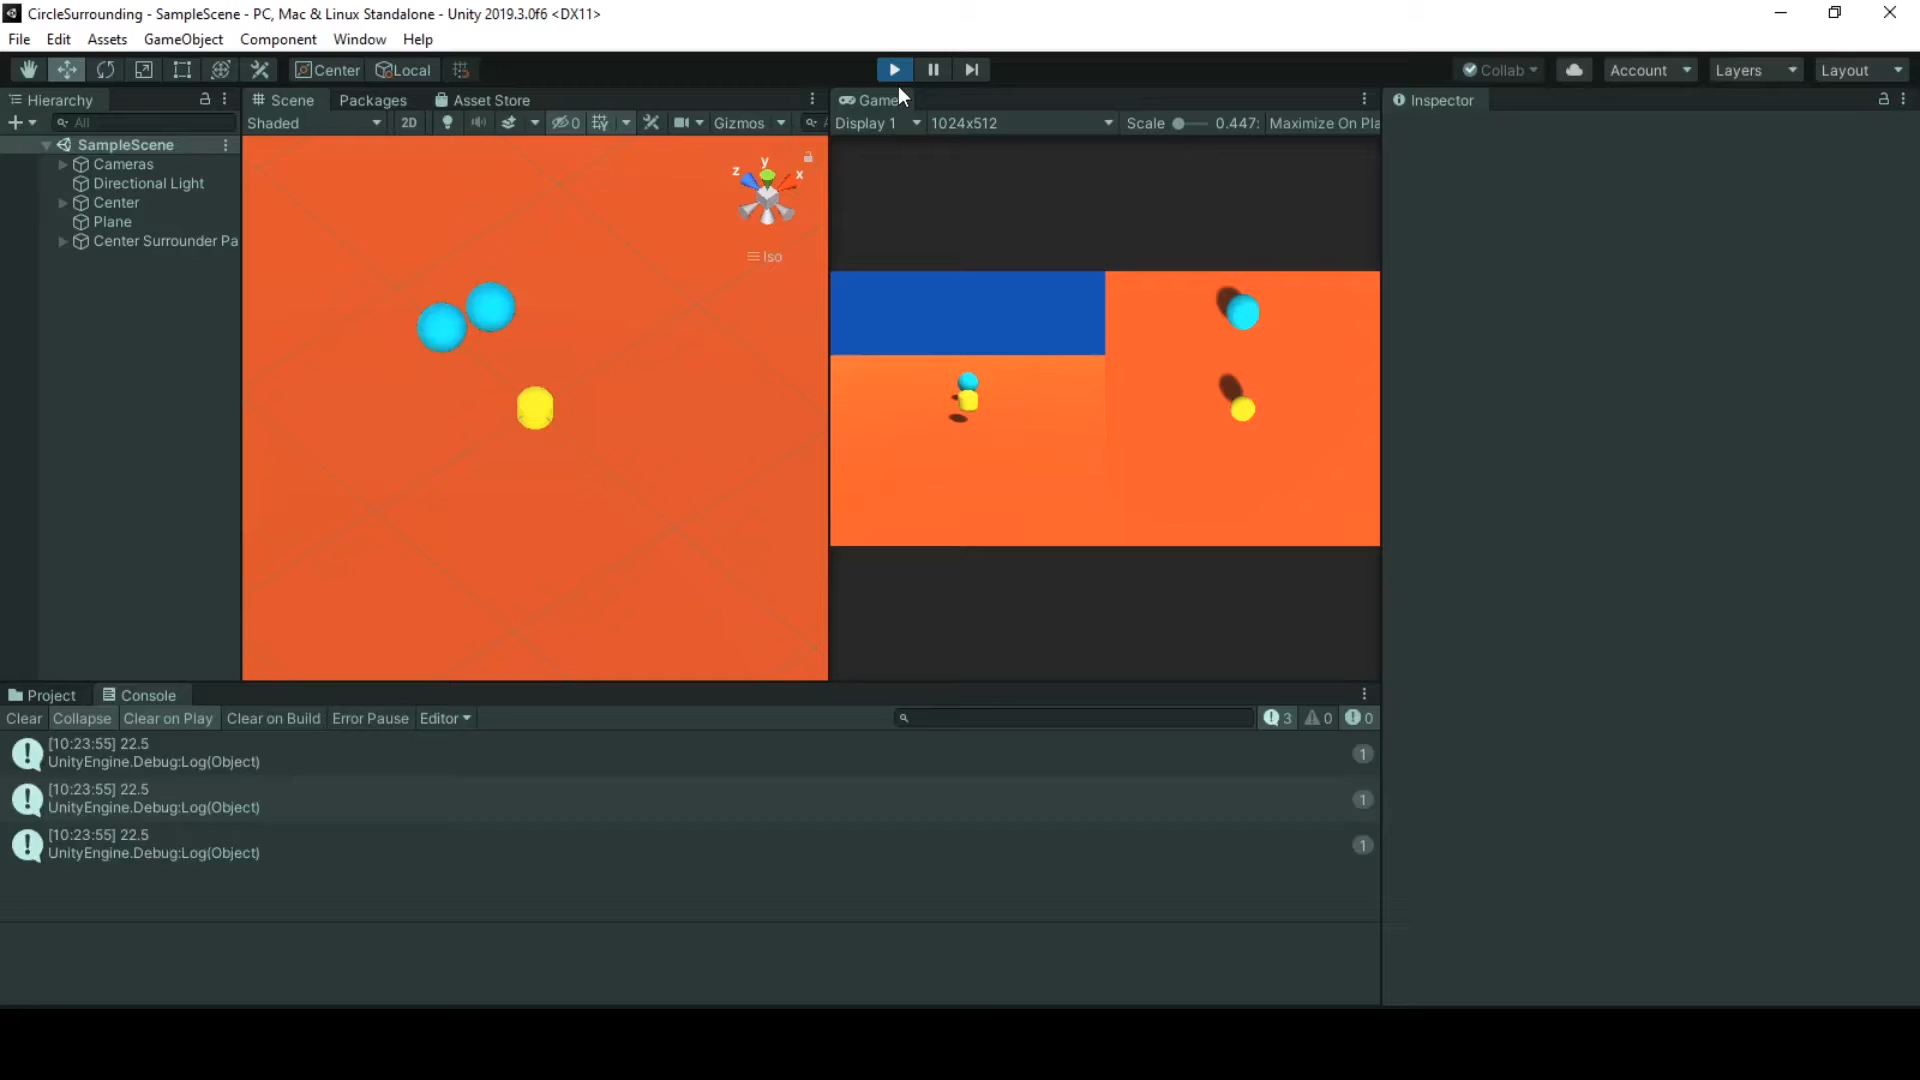 CircleSurrounding - SampleScene - PC, Mac & Linux Standalone - Unity 2019.3.0f6 <DX11>
File Edit Assets GameObject Component Window Help
Center Local Collab Account Layers Layout
Hierarchy Scene Packages Asset Store Game Inspector
All Shaded 2D 0 Gizmos Display 1 1024x512 Scale 0.447: Maximize On Pla
SampleScene
Cameras
Directional Light
Center
Plane
Center Surrounder Pa
y
z x
Iso
Project Console
Clear Collapse Clear on Play Clear on Build Error Pause Editor 3 0 0
[10:23:55] 22.5
UnityEngine.Debug:Log(Object)
1
[10:23:55] 22.5
UnityEngine.Debug:Log(Object)
1
[10:23:55] 22.5
UnityEngine.Debug:Log(Object)
1